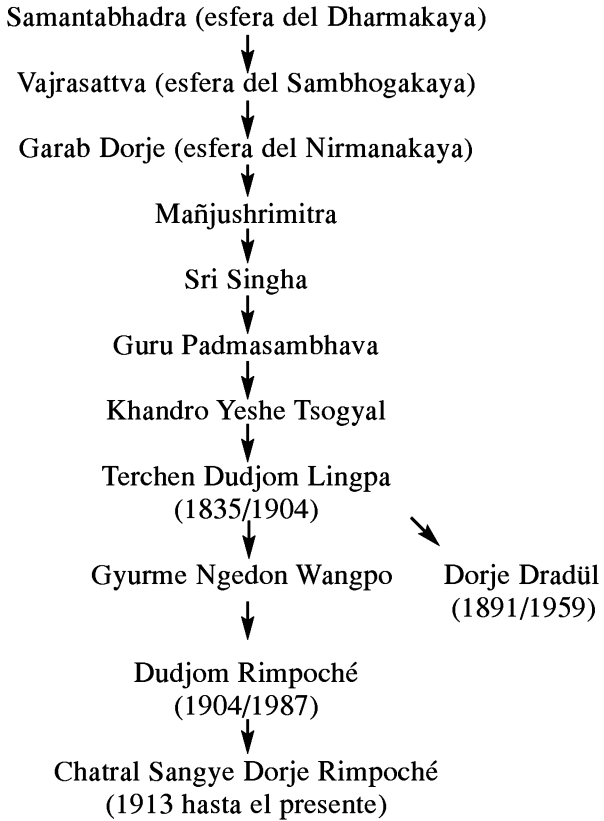 Samantabhadra (esfera del Dharmakaya)
Vajrasattva (esfera del Sambhogakaya)
Garab Dorje (esfera del Nirmanakaya)
Mañjushrimitra
Sri Singha
Guru Padmasambhava
Khandro Yeshe Tsogyal
Terchen Dudjom Lingpa
(1835/1904)
Gyurme Ngedon Wangpo
Dorje Dradül
(1891/1959)
Dudjom Rimpoché
(1904/1987)
Chatral Sangye Dorje Rimpoché
(1913 hasta el presente)